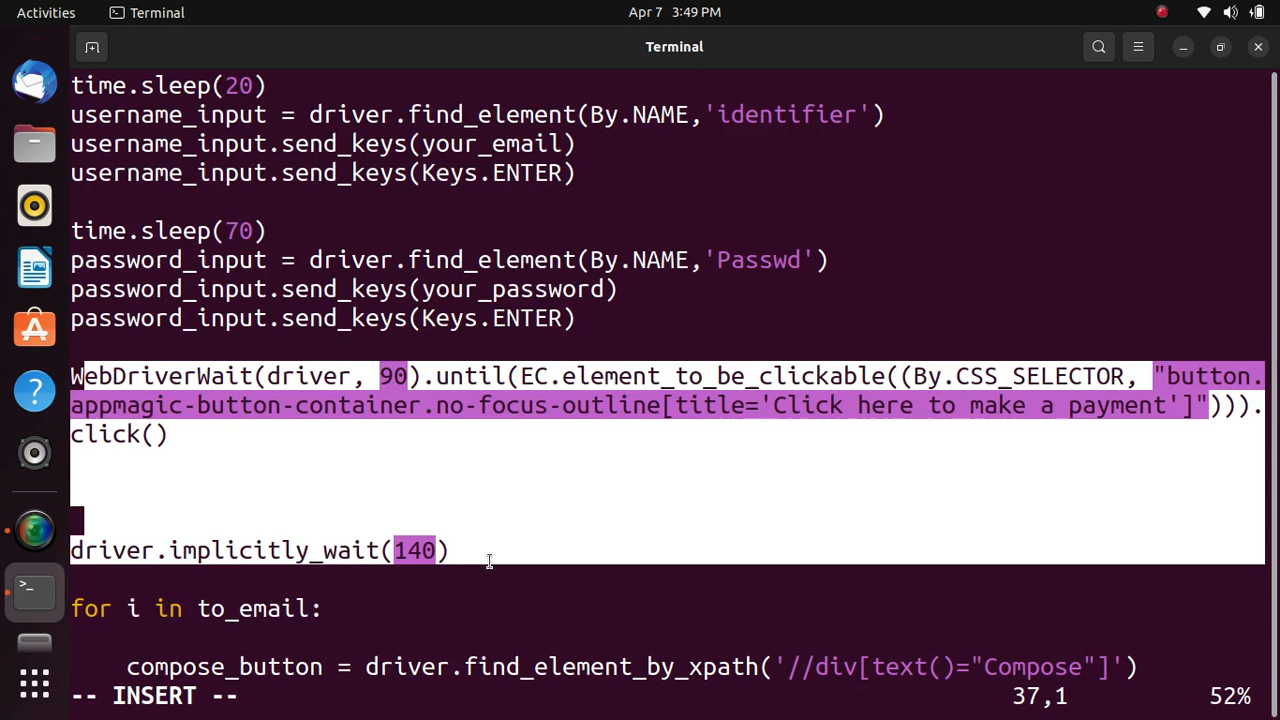 Activities
Terminal
Apr 7 3:49 PM
Terminal
time.sleep(20)
username_input = driver.find_element(By.NAME,'identifier')
username_input.send_keys(your_email)
username_input.send_keys(Keys.ENTER)
time.sleep(70)
password_input = driver.find_element(By.NAME,'Passwd')
password_input.send_keys(your_password)
password_input.send_keys(Keys.ENTER)
WebDriverWait(driver, 90).until(EC.element_to_be_clickable((By.CSS_SELECTOR, "button.
appmagic-button-container.no-focus-outline[title='Click here to make a payment']"))).
click()
driver.implicitly_wait(140)
for i in to_email:
compose_button = driver.find_element_by_xpath('//div[text()="Compose"]')
-- INSERT --
37,1
52%